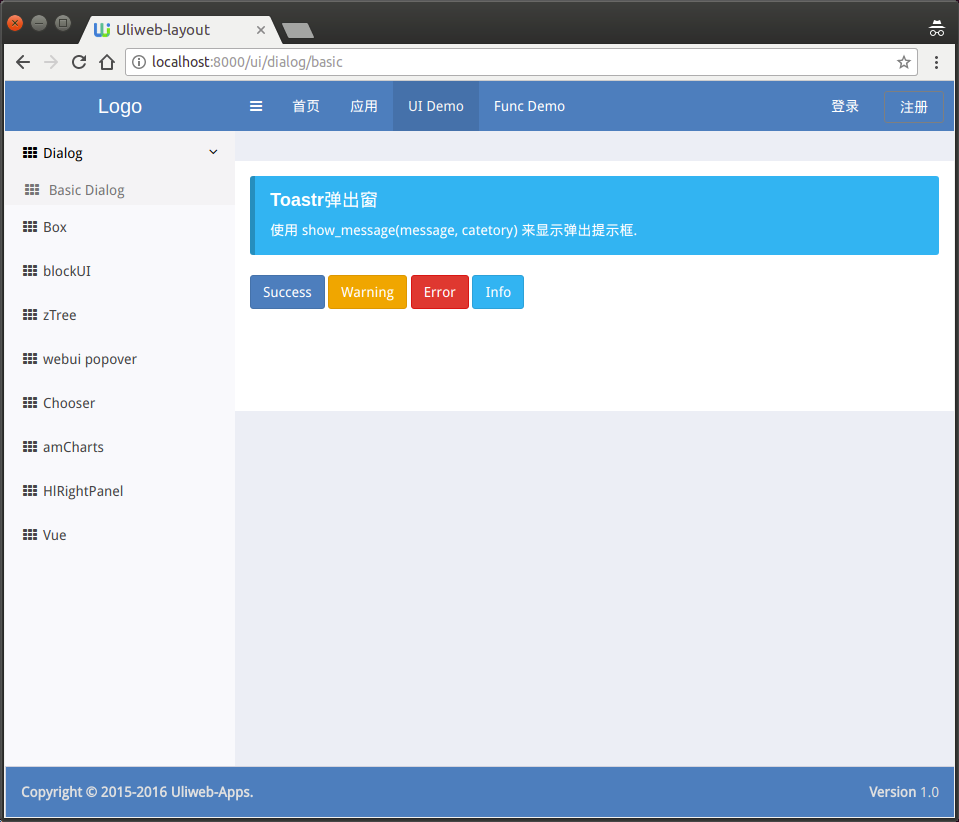 Uliweb-layout
localhost:8000/ui/dialog/basic
Logo 首页 应用 UI Demo Func Demo 登录 注册
Dialog
Basic Dialog
Box
blockUI
zTree
webui popover
Chooser
amCharts
HlRightPanel
Vue
Toastr弹出窗
使用 show_message(message, catetory) 来显示弹出提示框.
Success Warning Error Info
Copyright © 2015-2016 Uliweb-Apps. Version 1.0